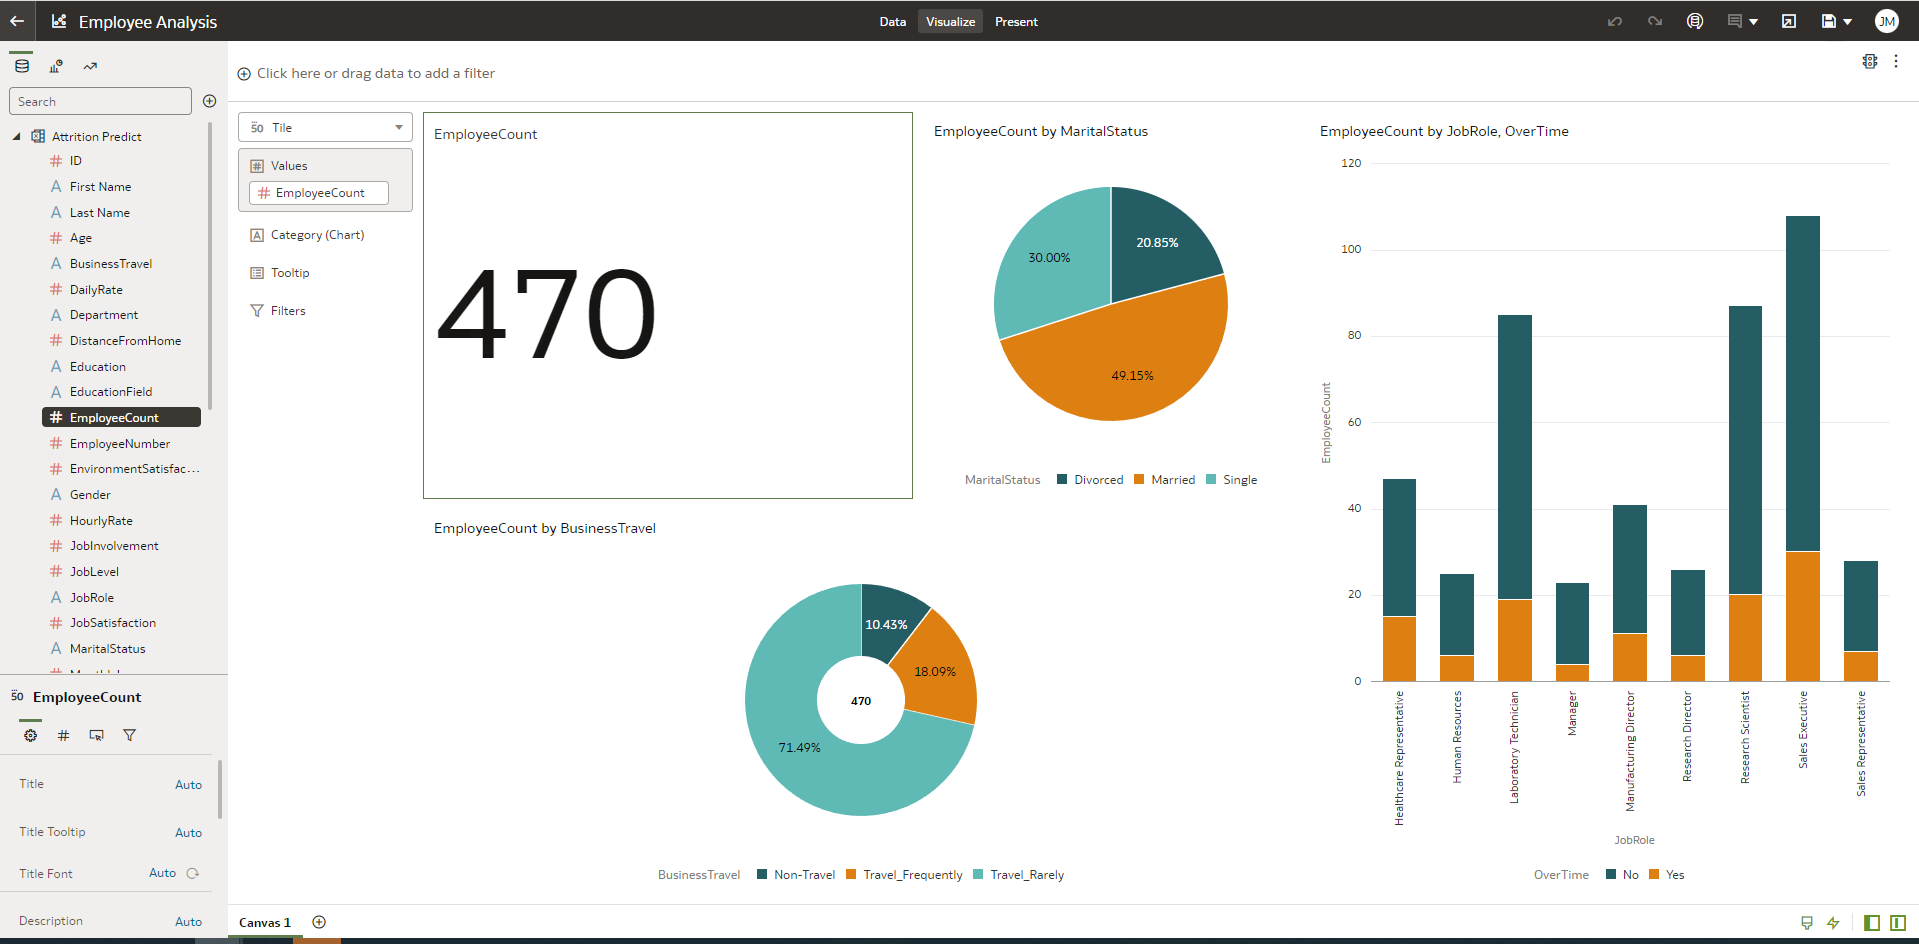 Employee Analysis
Data Visualize Present
JM
Click here or drag data to add a filter
Search
Attrition Predict
# ID
A First Name
A Last Name
# Age
A BusinessTravel
# DailyRate
A Department
# DistanceFromHome
A Education
A EducationField
# EmployeeCount
# EmployeeNumber
# EnvironmentSatisfac...
A Gender
# HourlyRate
# JobInvolvement
# JobLevel
A JobRole
# JobSatisfaction
A MaritalStatus
50 EmployeeCount
#
Title Auto
Title Tooltip Auto
Title Font Auto
Description Auto
50 Tile
# Values
# EmployeeCount
A Category (Chart)
Tooltip
Filters
EmployeeCount
470
EmployeeCount by MaritalStatus
20.85%
30.00%
49.15%
MaritalStatus Divorced Married Single
EmployeeCount by BusinessTravel
10.43%
18.09%
470
71.49%
BusinessTravel Non-Travel Travel_Frequently Travel_Rarely
EmployeeCount by JobRole, OverTime
120
100
80
60
40
20
0
EmployeeCount
Healthcare Representative
Human Resources
Laboratory Technician
Manager
Manufacturing Director
Research Director
Research Scientist
Sales Executive
Sales Representative
JobRole
OverTime No Yes
Canvas 1